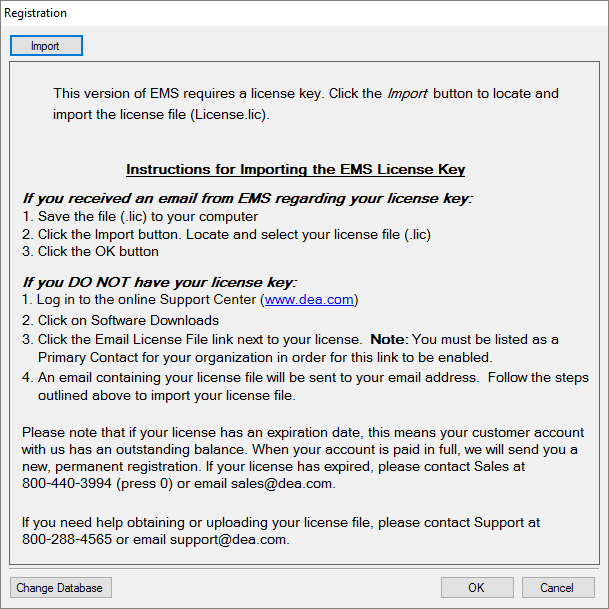 Registration
Import
This version of EMS requires a license key. Click the Import button to locate and
import the license file (License.lic).
Instructions for Importing the EMS License Key
If you received an email from EMS regarding your license key:
1. Save the file (.lic) to your computer
2. Click the Import button. Locate and select your license file (.lic)
3. Click the OK button
If you DO NOT have your license key:
1. Log in to the online Support Center (www.dea.com)
2. Click on Software Downloads
3. Click the Email License File link next to your license. Note: You must be listed as a
Primary Contact for your organization in order for this link to be enabled.
4. An email containing your license file will be sent to your email address. Follow the steps
outlined above to import your license file.
Please note that if your license has an expiration date, this means your customer account
with us has an outstanding balance. When your account is paid in full, we will send you a
new, permanent registration. If your license has expired, please contact Sales at
800-440-3994 (press 0) or email sales@dea.com.
If you need help obtaining or uploading your license file, please contact Support at
800-288-4565 or email support@dea.com.
Change Database
OK
Cancel